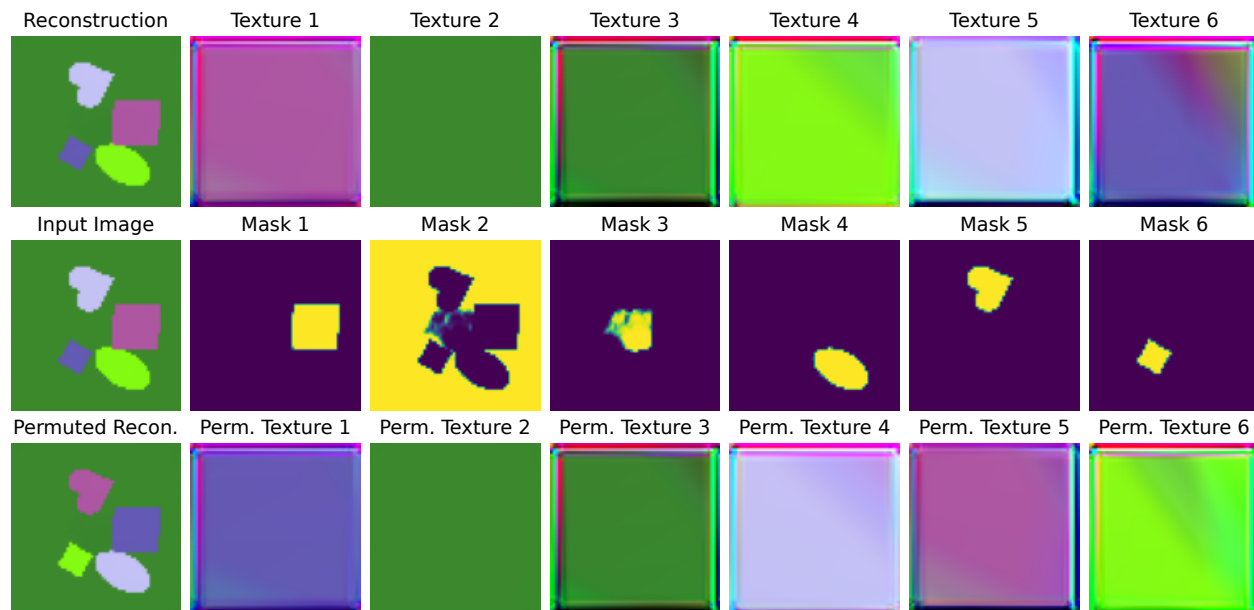 Reconstruction Texture 1 Texture 2 Texture 3 Texture 4 Texture 5 Texture 6
Input Image Mask 1 Mask 2 Mask 3 Mask 4 Mask 5 Mask 6
Permuted Recon. Perm. Texture 1 Perm. Texture 2 Perm. Texture 3 Perm. Texture 4 Perm. Texture 5 Perm. Texture 6